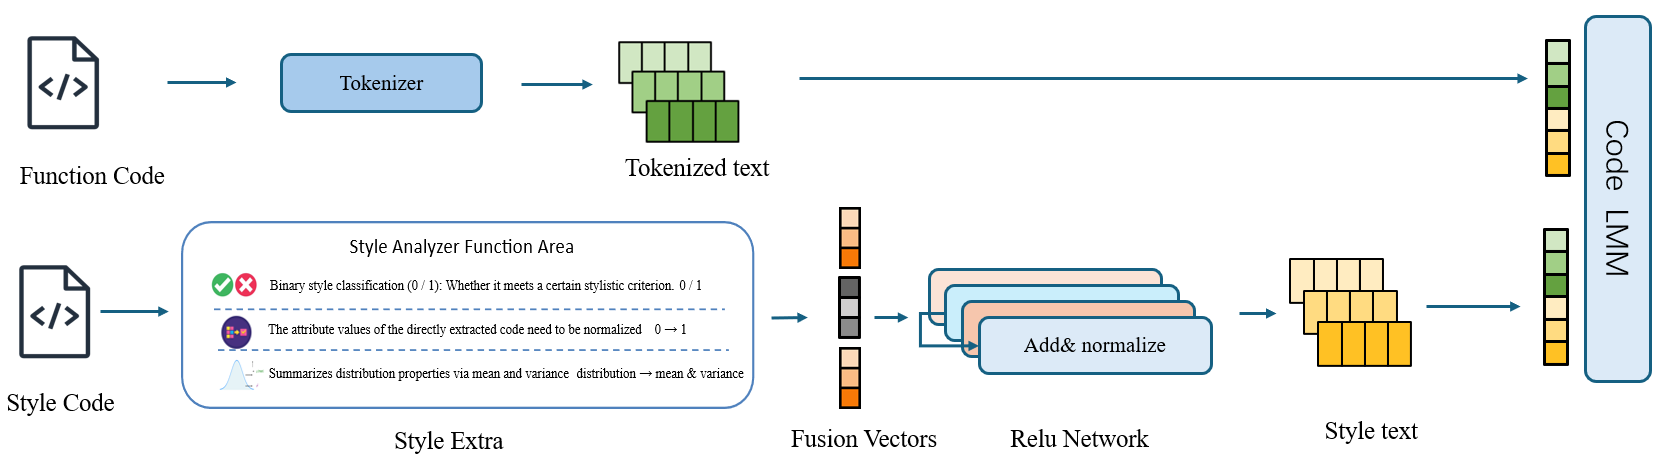 </>
Function Code
Tokenizer
Tokenized text
</>
Style Code
Style Analyzer Function Area
Binary style classification (0 / 1): Whether it meets a certain stylistic criterion. 0 / 1
The attribute values of the directly extracted code need to be normalized 0 → 1
Summarizes distribution properties via mean and variance distribution → mean & variance
Style Extra
Fusion Vectors
Add& normalize
Relu Network
Style text
Code LMM